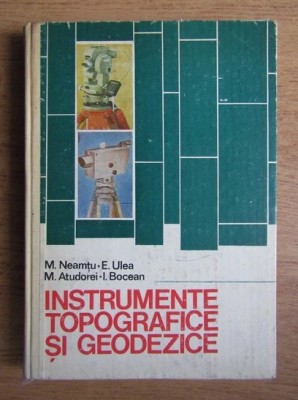 M. Neamțu · E. Ulea
M. Atudorei · I. Bocean
INSTRUMENTE
TOPOGRAFICE
ȘI GEODEZICE